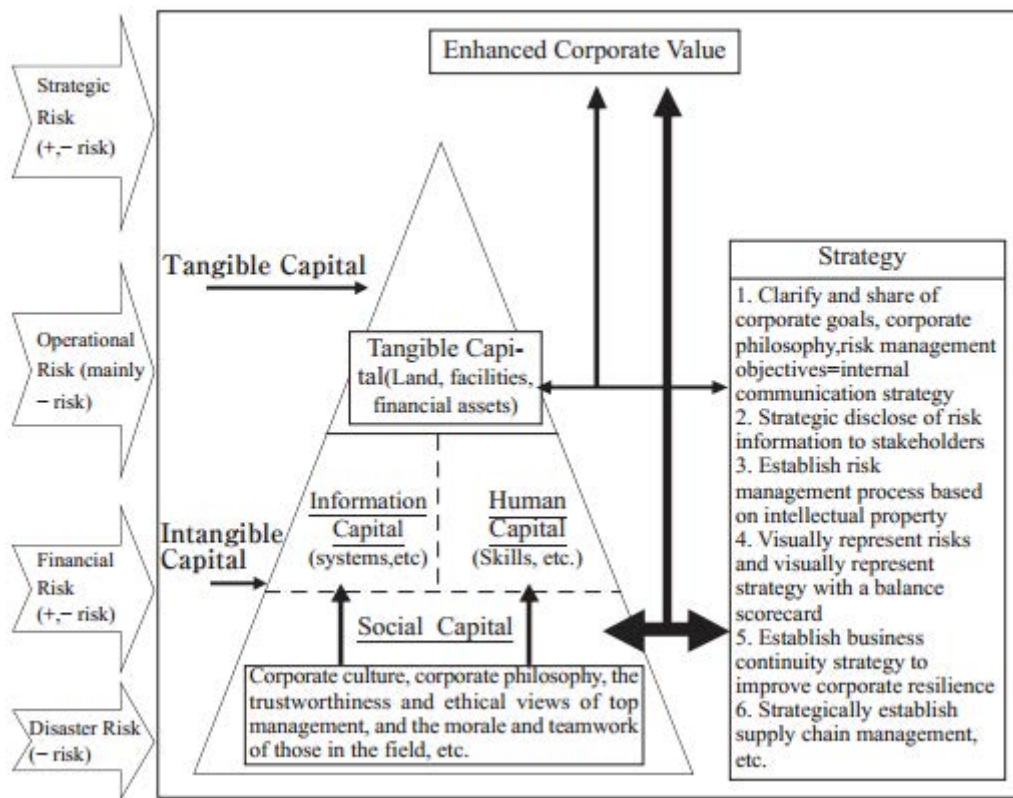 Enhanced Corporate Value
Strategic
Risk
(+,− risk)
Tangible Capital
Operational
Risk (mainly
− risk)
Tangible Capi-
tal(Land, facilities,
financial assets)
Information
Capital
(systems,etc)
Human
Capital
(Skills, etc.)
Intangible
Capital
Financial
Risk
(+,− risk)
Social Capital
Corporate culture, corporate philosophy, the
trustworthiness and ethical views of top
management, and the morale and teamwork
of those in the field, etc.
Disaster Risk
(− risk)
Strategy
1. Clarify and share of
corporate goals, corporate
philosophy,risk management
objectives=internal
communication strategy
2. Strategic disclose of risk
information to stakeholders
3. Establish risk
management process based
on intellectual property
4. Visually represent risks
and visually represent
strategy with a balance
scorecard
5. Establish business
continuity strategy to
improve corporate resilience
6. Strategically establish
supply chain management,
etc.